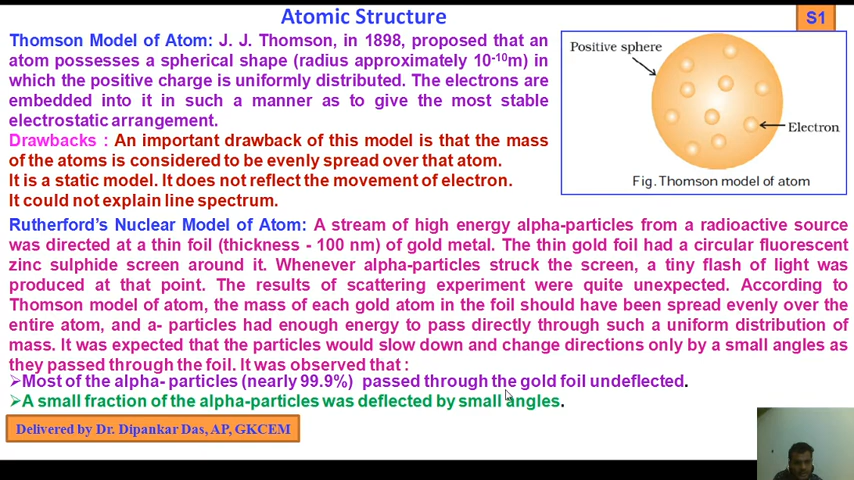 Atomic Structure
S1
Thomson Model of Atom: J. J. Thomson, in 1898, proposed that an
atom possesses a spherical shape (radius approximately 10⁻¹⁰m) in
which the positive charge is uniformly distributed. The electrons are
embedded into it in such a manner as to give the most stable
electrostatic arrangement.
Drawbacks : An important drawback of this model is that the mass
of the atoms is considered to be evenly spread over that atom.
It is a static model. It does not reflect the movement of electron.
It could not explain line spectrum.
Positive sphere
Electron
Fig. Thomson model of atom
Rutherford's Nuclear Model of Atom: A stream of high energy alpha-particles from a radioactive source
was directed at a thin foil (thickness - 100 nm) of gold metal. The thin gold foil had a circular fluorescent
zinc sulphide screen around it. Whenever alpha-particles struck the screen, a tiny flash of light was
produced at that point. The results of scattering experiment were quite unexpected. According to
Thomson model of atom, the mass of each gold atom in the foil should have been spread evenly over the
entire atom, and a- particles had enough energy to pass directly through such a uniform distribution of
mass. It was expected that the particles would slow down and change directions only by a small angles as
they passed through the foil. It was observed that :
➢Most of the alpha- particles (nearly 99.9%) passed through the gold foil undeflected.
➢A small fraction of the alpha-particles was deflected by small angles.
Delivered by Dr. Dipankar Das, AP, GKCEM